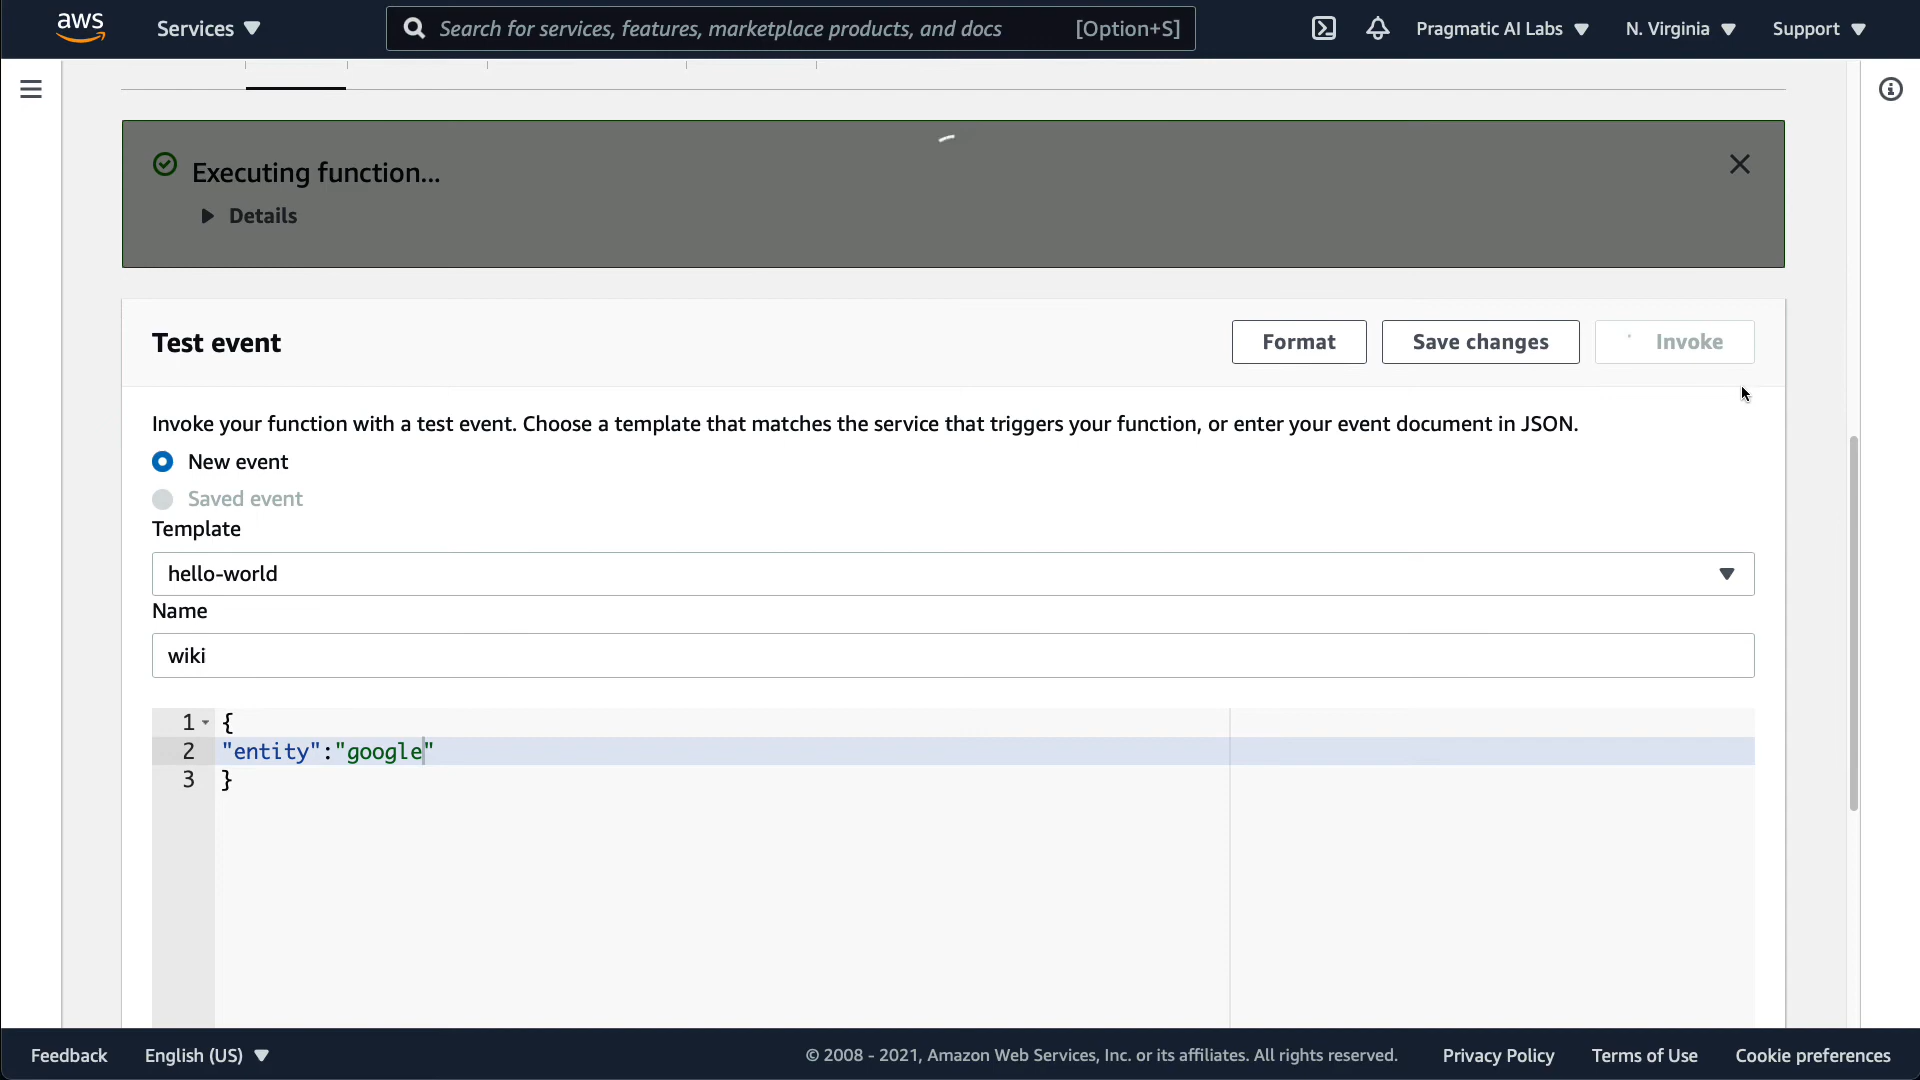 aws Services Search for services, features, marketplace products, and docs [Option+S] Pragmatic AI Labs N. Virginia Support
Executing function...
Details
Test event Format Save changes Invoke
Invoke your function with a test event. Choose a template that matches the service that triggers your function, or enter your event document in JSON.
New event
Saved event
Template
hello-world
Name
wiki
1 {
2 "entity":"google"
3 }
Feedback English (US) © 2008 - 2021, Amazon Web Services, Inc. or its affiliates. All rights reserved. Privacy Policy Terms of Use Cookie preferences